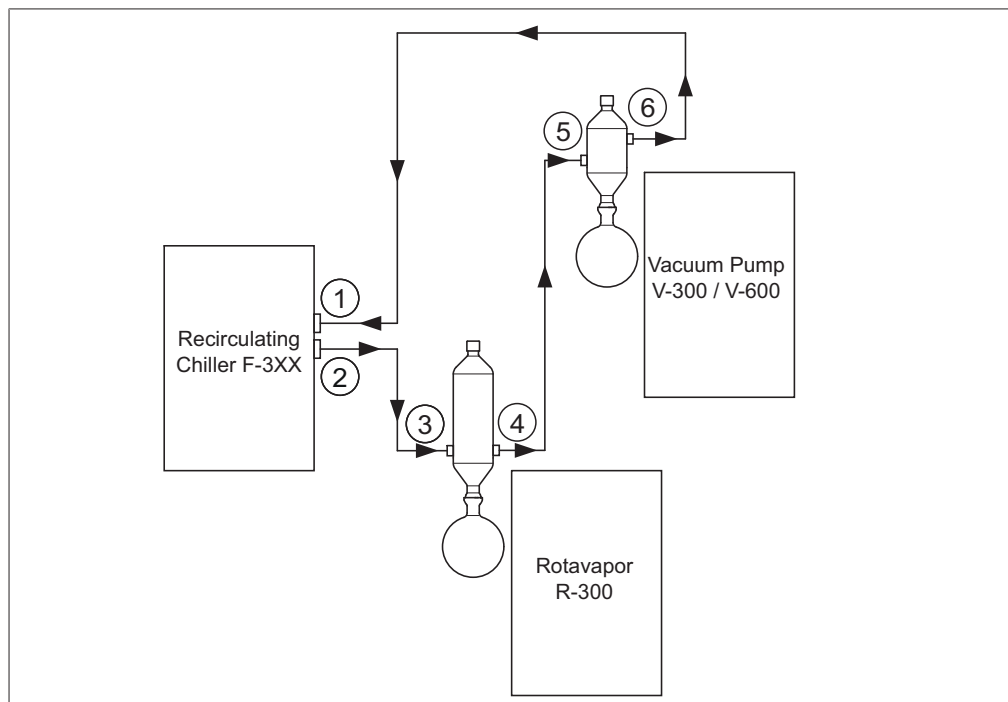 6
5
Vacuum Pump
V-300 / V-600
1
Recirculating
Chiller F-3XX
2
3
4
Rotavapor
R-300